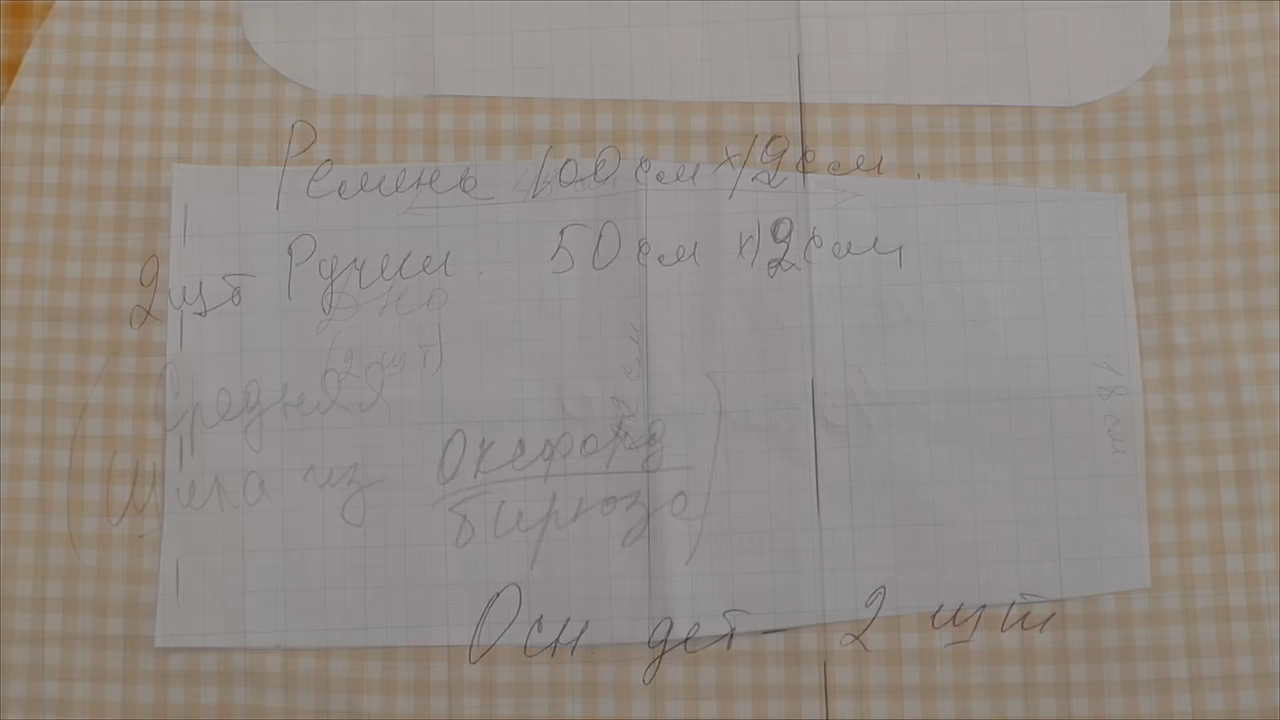 Ремень 100 см х 12 см
2 шт Ручки. 50 см х 12 см
Дно
(2 шт)
Средняя
из Оксфорд
бирюза
18 см
Осн. дет - 2 шт